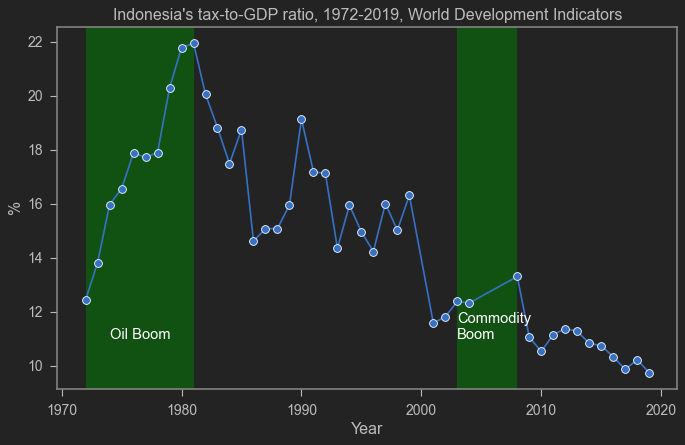 Indonesia's tax-to-GDP ratio, 1972-2019, World Development Indicators
22
20
18
16
14
12
10
%
Oil Boom
Commodity
Boom
1970
1980
1990
2000
2010
2020
Year